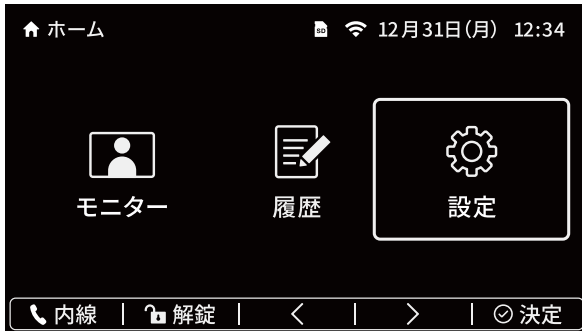 ホーム SD 12月31日(月) 12:34
モニター 履歴 設定
内線 | 解錠 | < | > | 決定